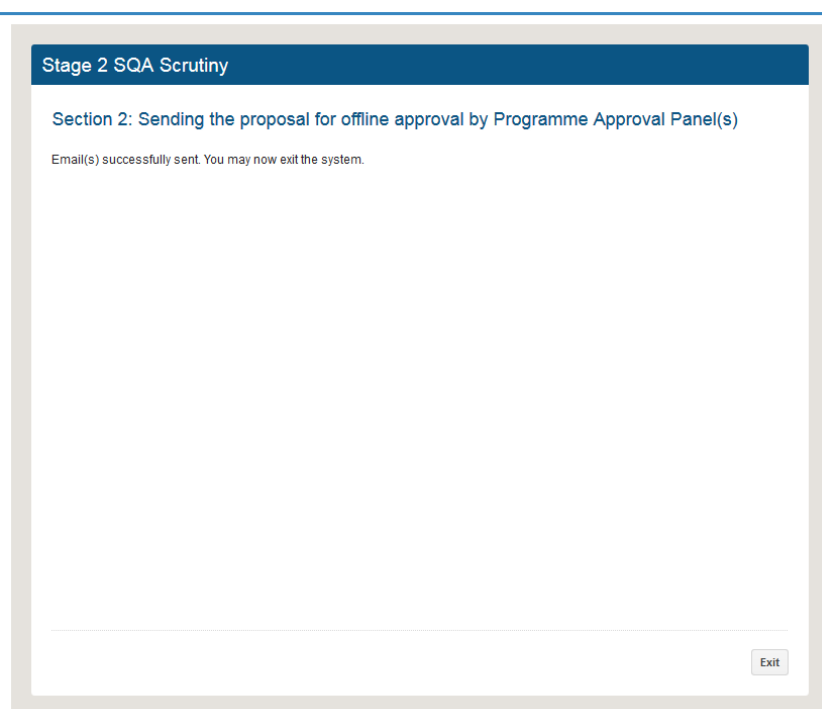 Stage 2 SQA Scrutiny
Section 2: Sending the proposal for offline approval by Programme Approval Panel(s)
Email(s) successfully sent. You may now exit the system.
Exit